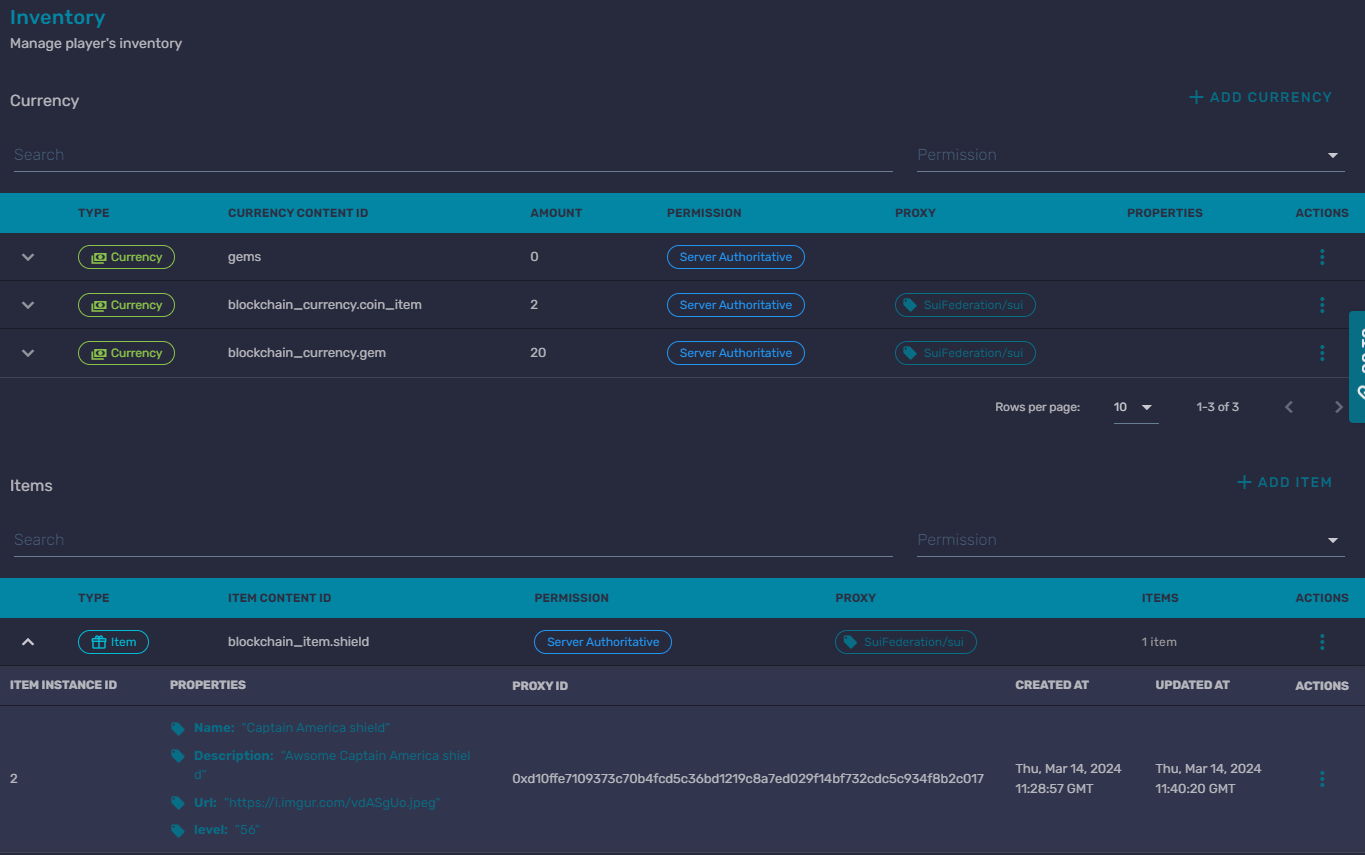 Inventory
Manage player's inventory
Currency
ADD CURRENCY
Search
Permission
TYPE CURRENCY CONTENT ID AMOUNT PERMISSION PROXY PROPERTIES ACTIONS
Currency gems 0 Server Authoritative
Currency blockchain_currency.coin_item 2 Server Authoritative SuiFederation/sui
Currency blockchain_currency.gem 20 Server Authoritative SuiFederation/sui
Rows per page: 10 1-3 of 3
Items
ADD ITEM
Search
Permission
TYPE ITEM CONTENT ID PERMISSION PROXY ITEMS ACTIONS
Item blockchain_item.shield Server Authoritative SuiFederation/sui 1 item
ITEM INSTANCE ID PROPERTIES PROXY ID CREATED AT UPDATED AT ACTIONS
Name: "Captain America shield"
Description: "Awsome Captain America shiel
d"
Url: "https://i.imgur.com/vdASgUo.jpeg"
level: "56"
2
0xd10ffe7109373c70b4fcd5c36bd1219c8a7ed029f14bf732cdc5c934f8b2c017
Thu, Mar 14, 2024
11:28:57 GMT
Thu, Mar 14, 2024
11:40:20 GMT